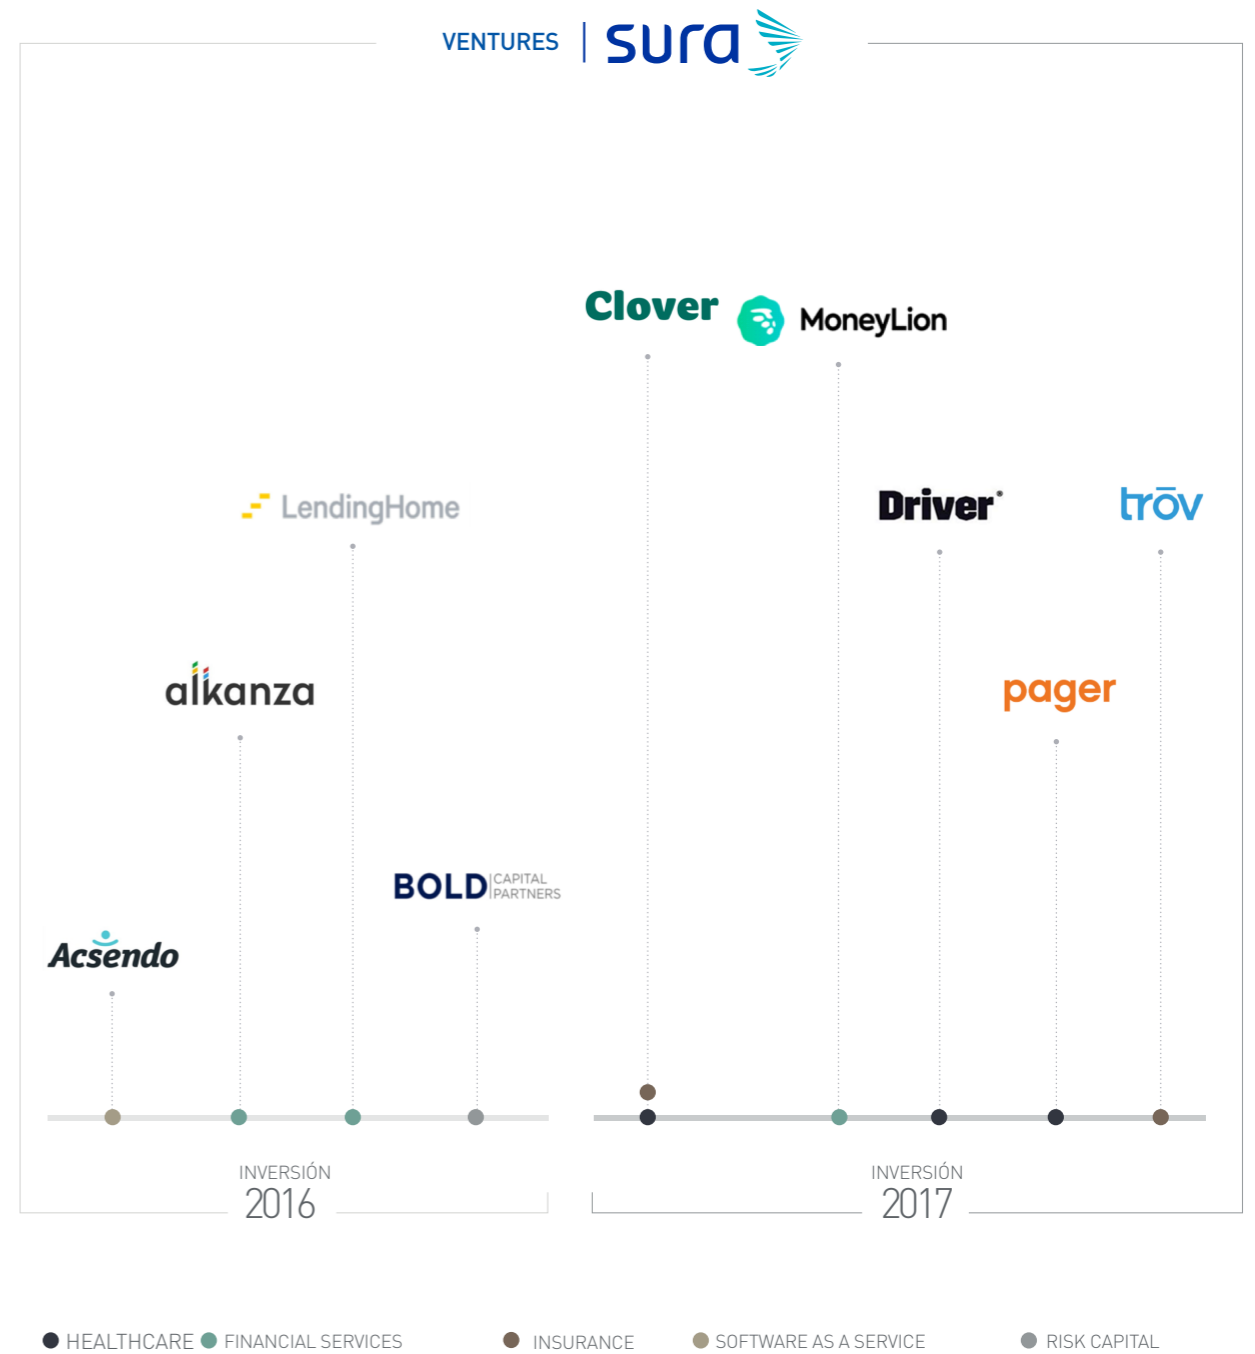 VENTURES | sura
Clover
MoneyLion
LendingHome
Driver®
trōv
alkanza
pager
BOLD CAPITAL
PARTNERS
Acsendo
INVERSIÓN
2016
INVERSIÓN
2017
HEALTHCARE FINANCIAL SERVICES INSURANCE SOFTWARE AS A SERVICE RISK CAPITAL